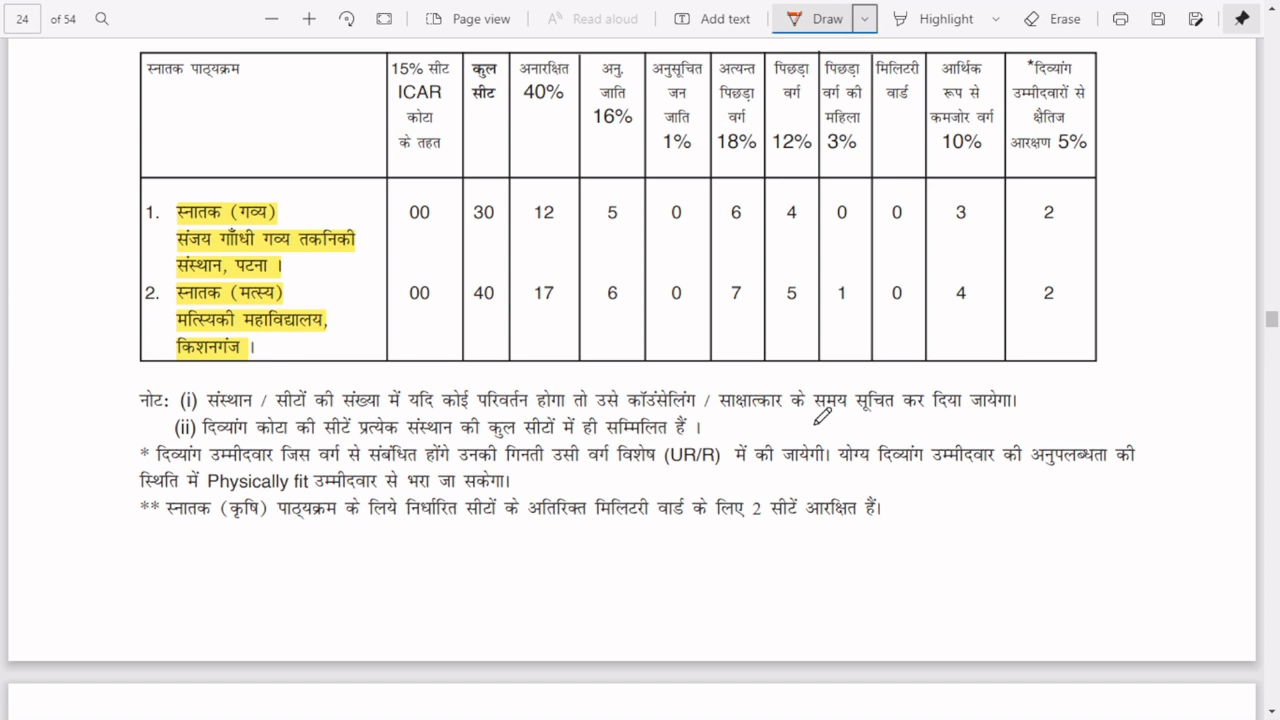 24 of 54 Page view Read aloud Add text Draw Highlight Erase
स्नातक पाठ्यक्रम 15% सीट ICAR कोटा के तहत कुल सीट अनारक्षित 40% अनु. जाति 16% अनुसूचित जन जाति 1% अत्यन्त पिछड़ा वर्ग 18% पिछड़ा वर्ग 12% पिछड़ा वर्ग की महिला 3% मिलिटरी वार्ड आर्थिक रूप से कमजोर वर्ग 10% *दिव्यांग उम्मीदवारों से क्षैतिज आरक्षण 5%
1. स्नातक (गव्य) 00 30 12 5 0 6 4 0 0 3 2
संजय गाँधी गव्य तकनिकी
संस्थान, पटना ।
2. स्नातक (मत्स्य) 00 40 17 6 0 7 5 1 0 4 2
मत्स्यिकी महाविद्यालय,
किशनगंज ।
नोट: (i) संस्थान / सीटों की संख्या में यदि कोई परिवर्तन होगा तो उसे कॉउंसेलिंग / साक्षात्कार के समय सूचित कर दिया जायेगा।
(ii) दिव्यांग कोटा की सीटें प्रत्येक संस्थान की कुल सीटों में ही सम्मिलित हैं ।
* दिव्यांग उम्मीदवार जिस वर्ग से संबंधित होंगे उनकी गिनती उसी वर्ग विशेष (UR/R) में की जायेगी। योग्य दिव्यांग उम्मीदवार की अनुपलब्धता की
स्थिति में Physically fit उम्मीदवार से भरा जा सकेगा।
** स्नातक (कृषि) पाठ्यक्रम के लिये निर्धारित सीटों के अतिरिक्त मिलिटरी वार्ड के लिए 2 सीटें आरक्षित हैं।